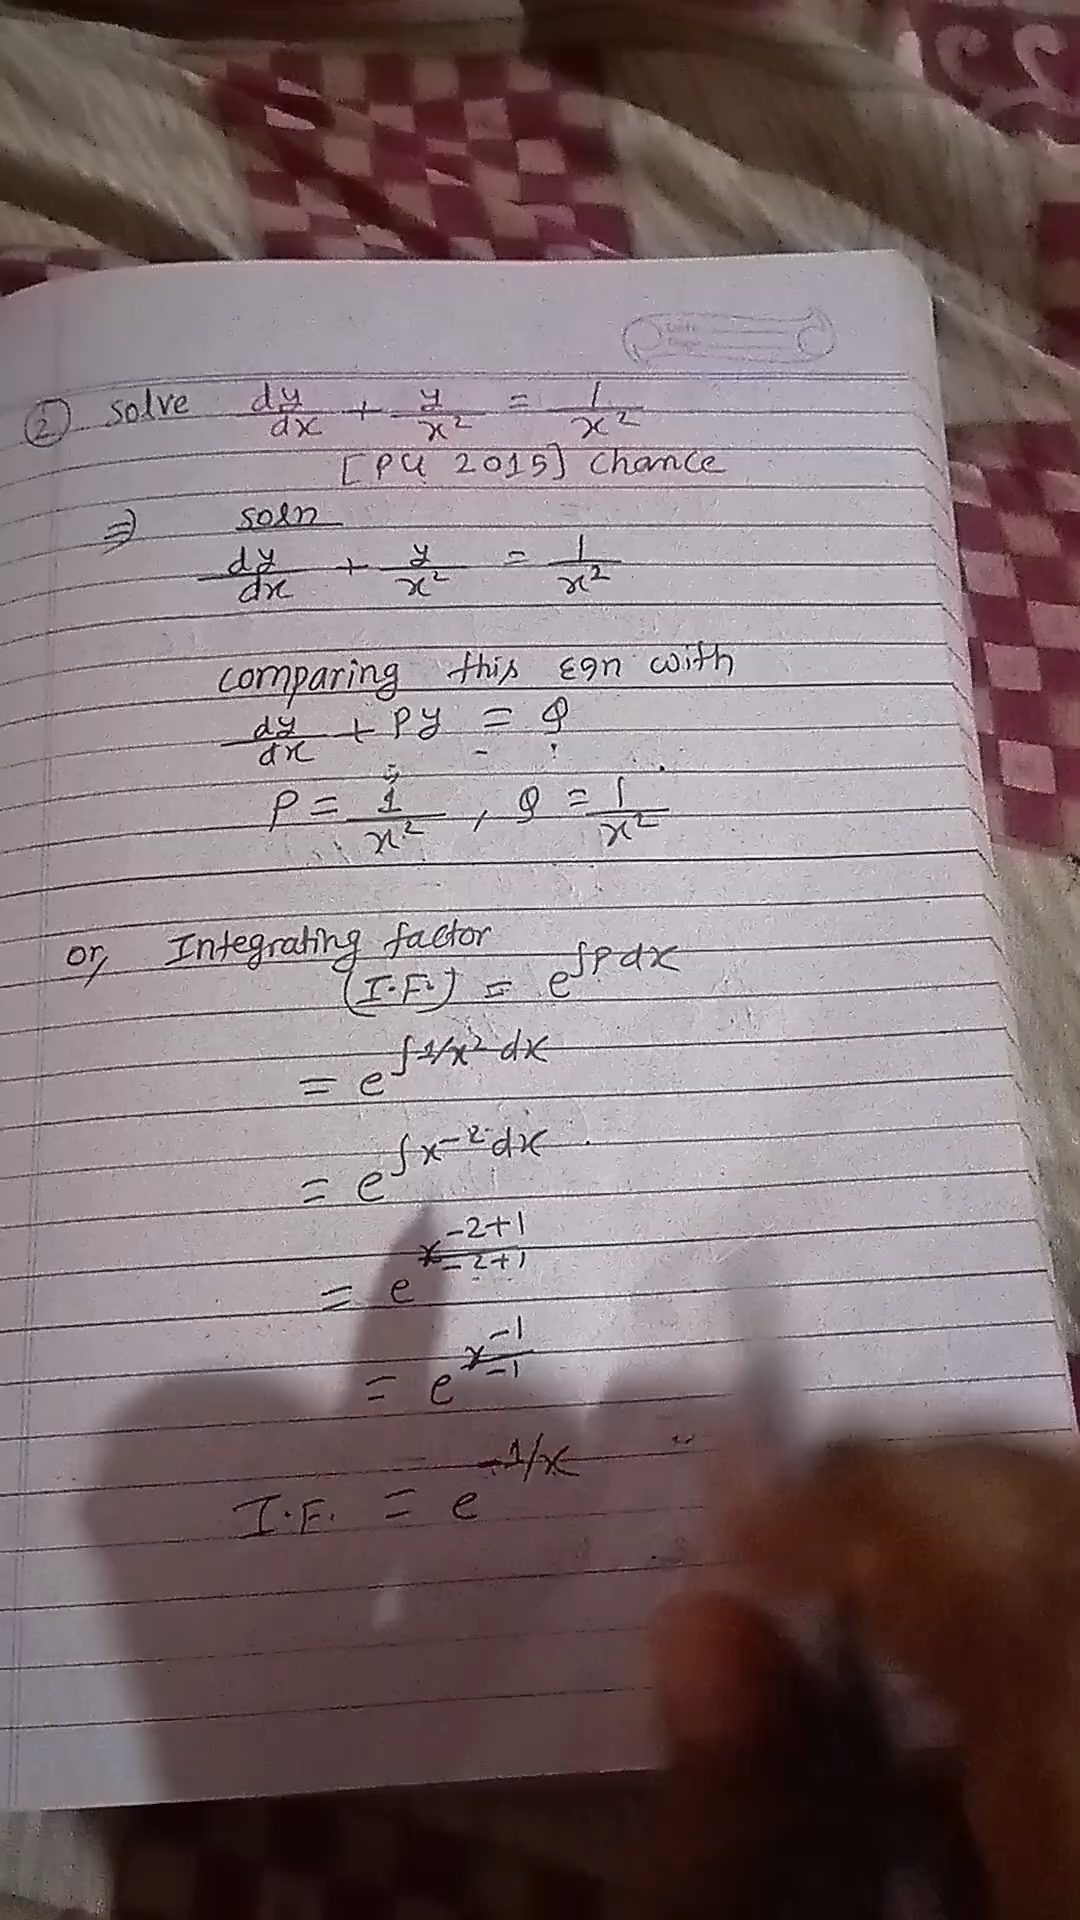 ② solve dy/dx + y/x² = 1/x²
[PU 2015] Chance
⇒ soln
dy/dx + y/x² = 1/x²
comparing this Eqn with
dy/dx + Py = Q
P = 1/x² , Q = 1/x²
or, Integrating factor
(I.F.) = e^∫P dx
= e^∫1/x² dx
= e^∫x^-2 dx
= e^(x^(-2+1)/(-2+1))
= e^(x^-1/-1)
I.F. = e^(-1/x)